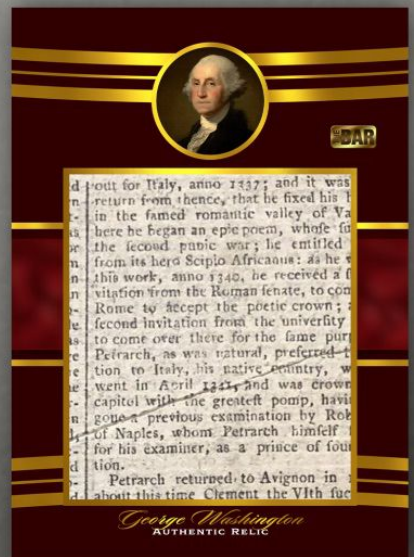 THE BAR
d out for Italy, anno 1337; and it was
n- return from thence, that he fixed his
in the famed romantic valley of Va
is here he began an epic poem, whose
or the ſecond punic war; he entitled
from its hero Scipio Africanus: as he
this work, anno 1340, he received a
n vitation from the Roman ſenate, to con
Rome to accept the poetic crown;
ſecond invitation from the univerſity
to come over there for the ſame pur
Petrarch, as was natural, preferred
tion to Italy, his native country, w
went in April 1341, and was crown
capitol with the greateſt pomp, havi
gone a previous examination by Rob
of Naples, whom Petrarch himſelf
for his examiner, as a prince of
tion.
Petrarch returned to Avignon in
about this time Clement the VIth ſuc
George Washington
AUTHENTIC RELIC